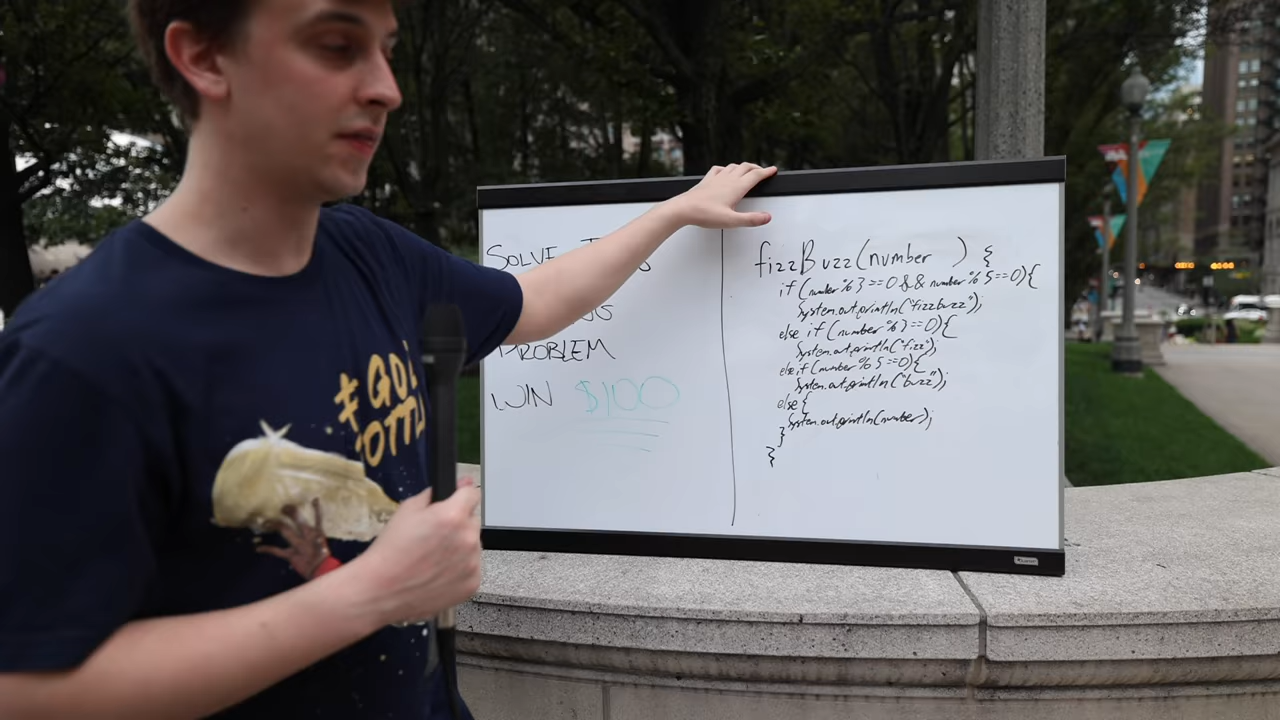 SOLVE
PROBLEM
WIN $100
fizzBuzz(number ) {
if (number % 3 == 0 && number % 5 == 0){
System.out.println("fizzbuzz");
else if (number % 3 == 0){
System.out.println("fizz");
else if (number % 5 == 0){
System.out.println("buzz");
else {
System.out.println(number);
}
}